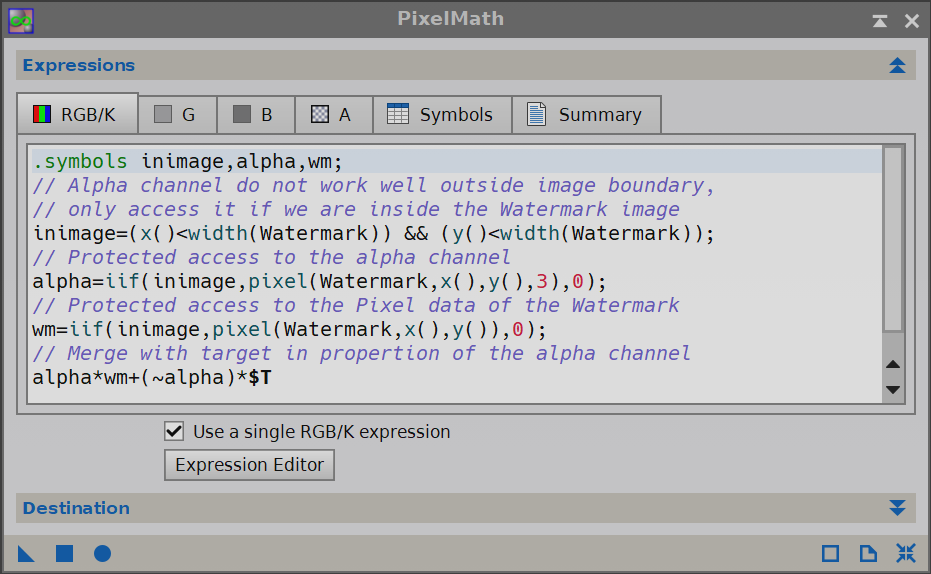 PixelMath
Expressions
RGB/K G B A Symbols Summary
.symbols inimage,alpha,wm;
// Alpha channel do not work well outside image boundary,
// only access it if we are inside the Watermark image
inimage=(x()<width(Watermark)) && (y()<width(Watermark));
// Protected access to the alpha channel
alpha=iif(inimage,pixel(Watermark,x(),y(),3),0);
// Protected access to the Pixel data of the Watermark
wm=iif(inimage,pixel(Watermark,x(),y()),0);
// Merge with target in propertion of the alpha channel
alpha*wm+(~alpha)*$T
Use a single RGB/K expression
Expression Editor
Destination